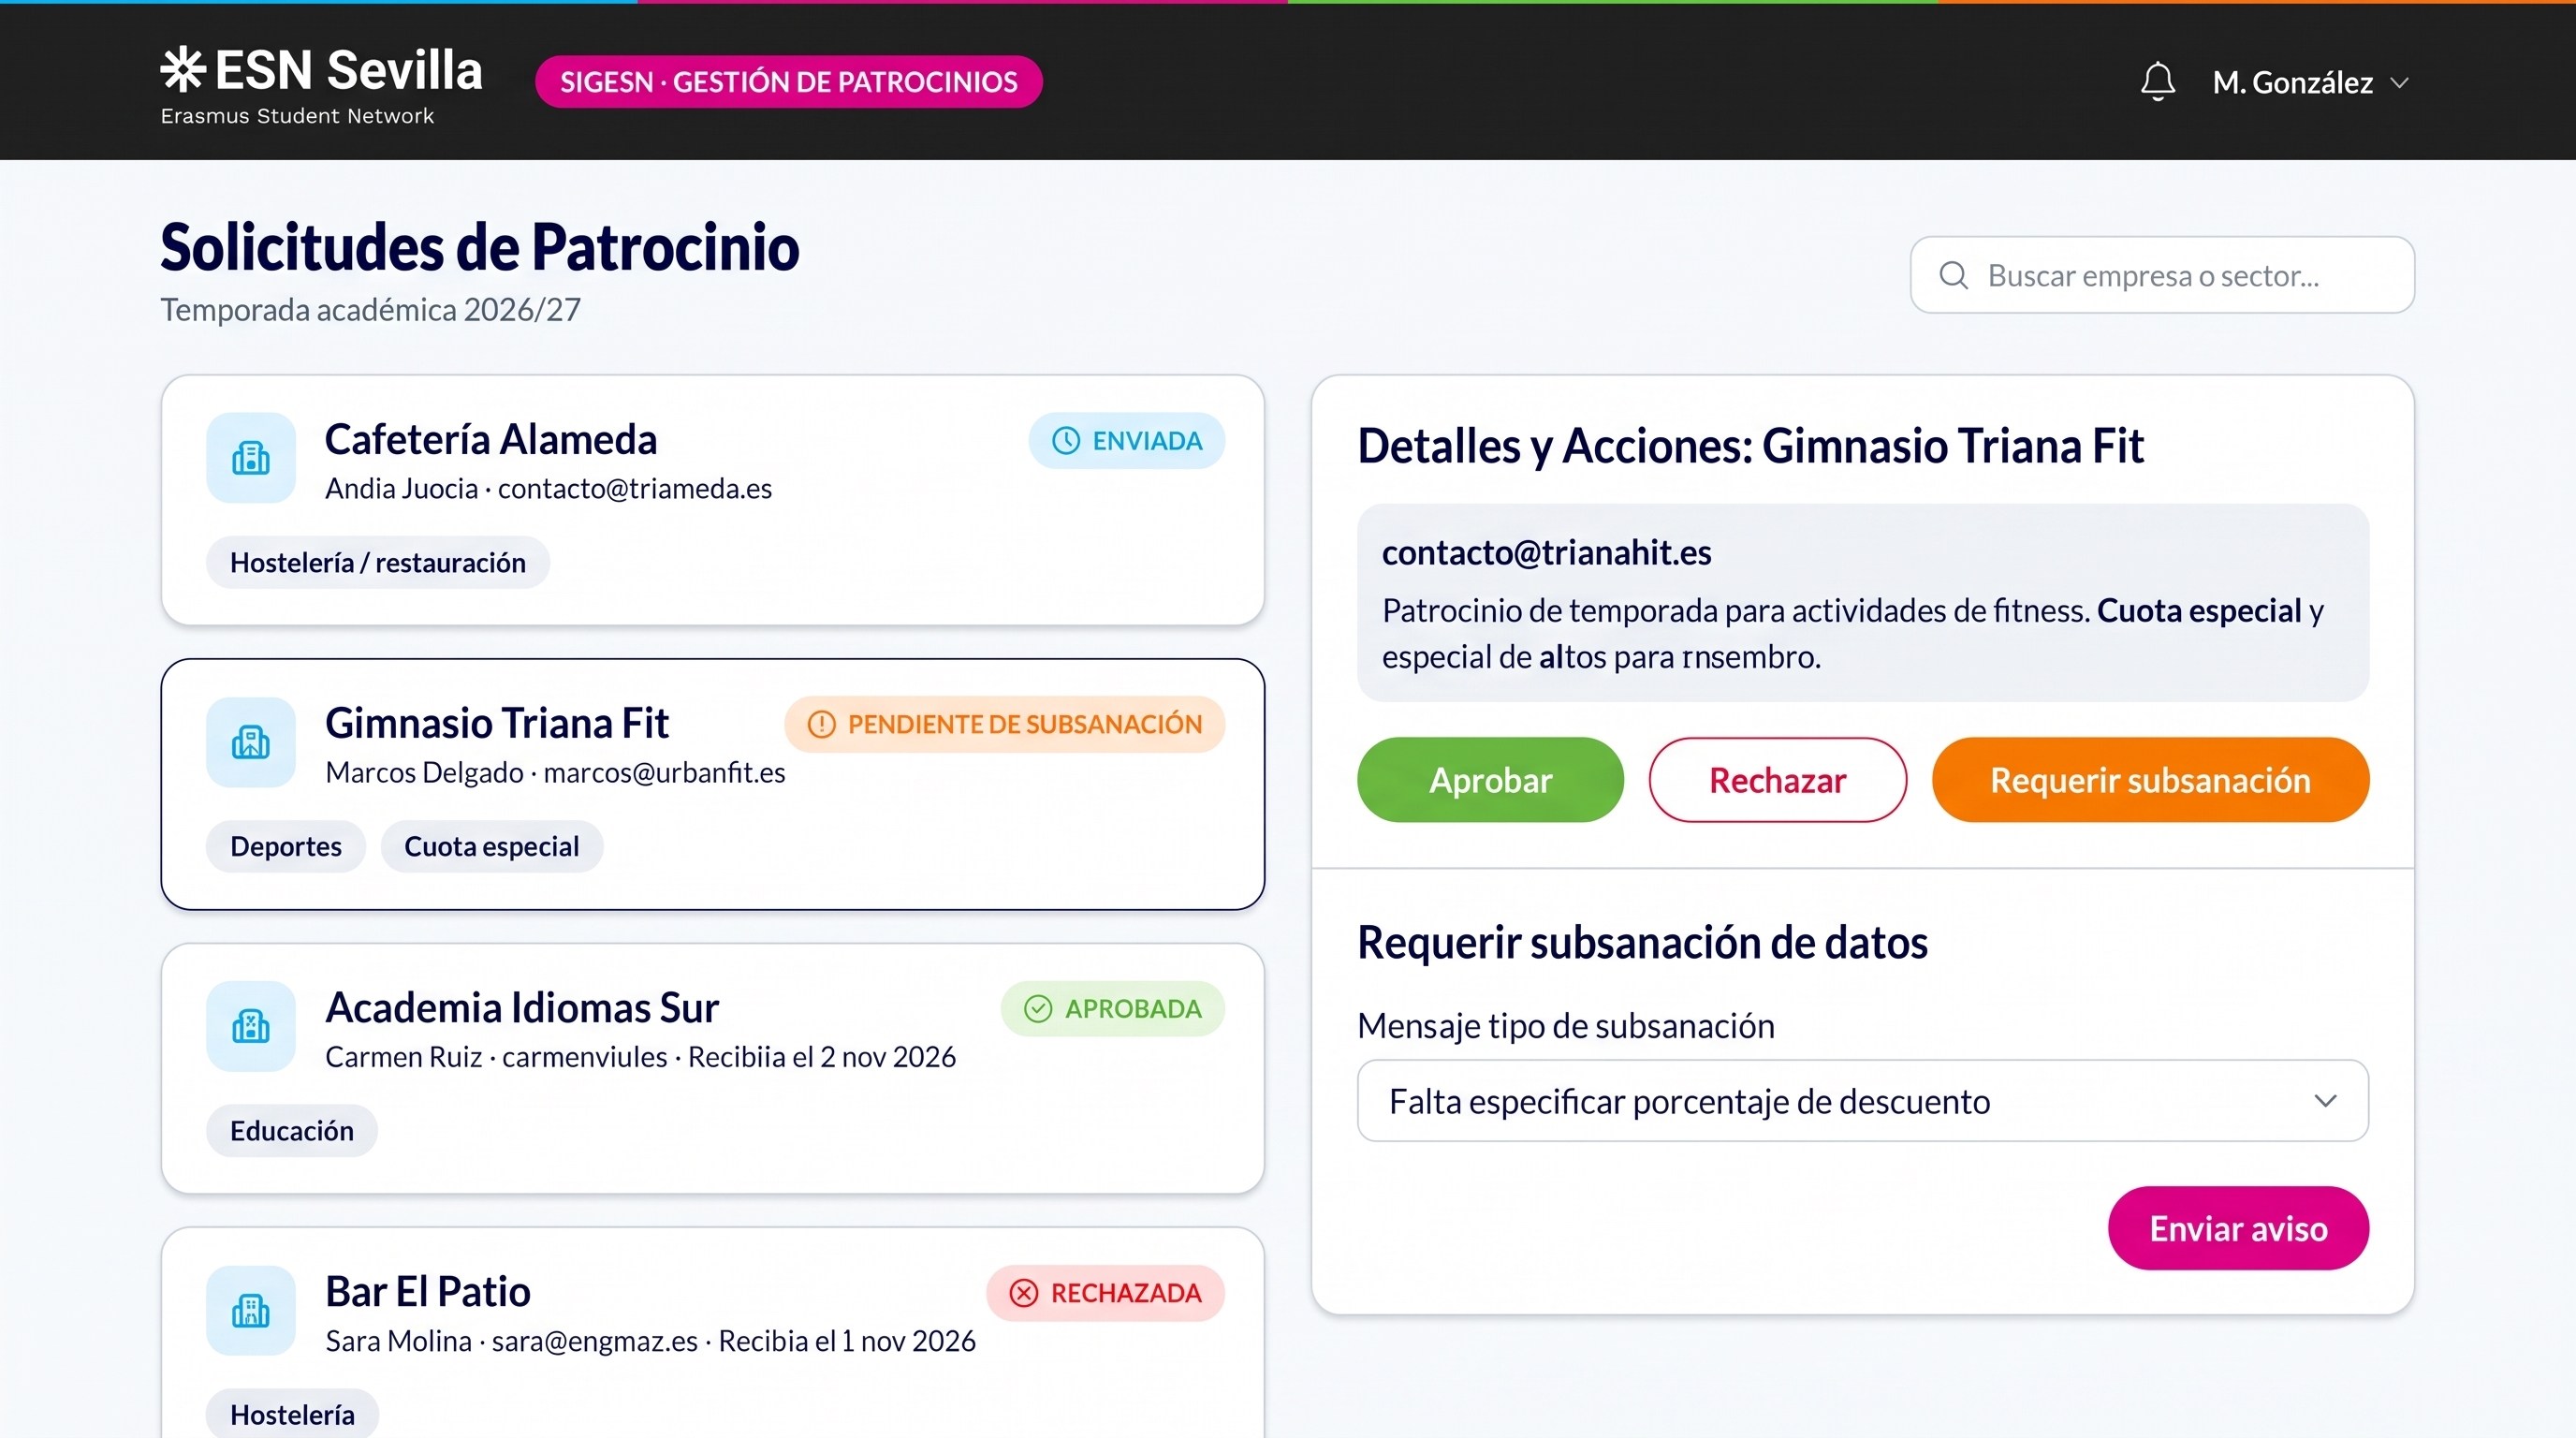 ESN Sevilla
Erasmus Student Network
SIGESN · GESTIÓN DE PATROCINIOS
M. González
Solicitudes de Patrocinio
Temporada académica 2026/27
Buscar empresa o sector...
Cafetería Alameda
ENVIADA
Andia Juocia · contacto@triameda.es
Hostelería / restauración
Gimnasio Triana Fit
PENDIENTE DE SUBSANACIÓN
Marcos Delgado · marcos@urbanfit.es
Deportes
Cuota especial
Academia Idiomas Sur
APROBADA
Carmen Ruiz · carmenviules · Recibiia el 2 nov 2026
Educación
Bar El Patio
RECHAZADA
Sara Molina · sara@engmaz.es · Recibia el 1 nov 2026
Hostelería
Detalles y Acciones: Gimnasio Triana Fit
contacto@trianahit.es
Patrocinio de temporada para actividades de fitness. Cuota especial y
especial de altos para rnsembro.
Aprobar
Rechazar
Requerir subsanación
Requerir subsanación de datos
Mensaje tipo de subsanación
Falta especificar porcentaje de descuento
Enviar aviso